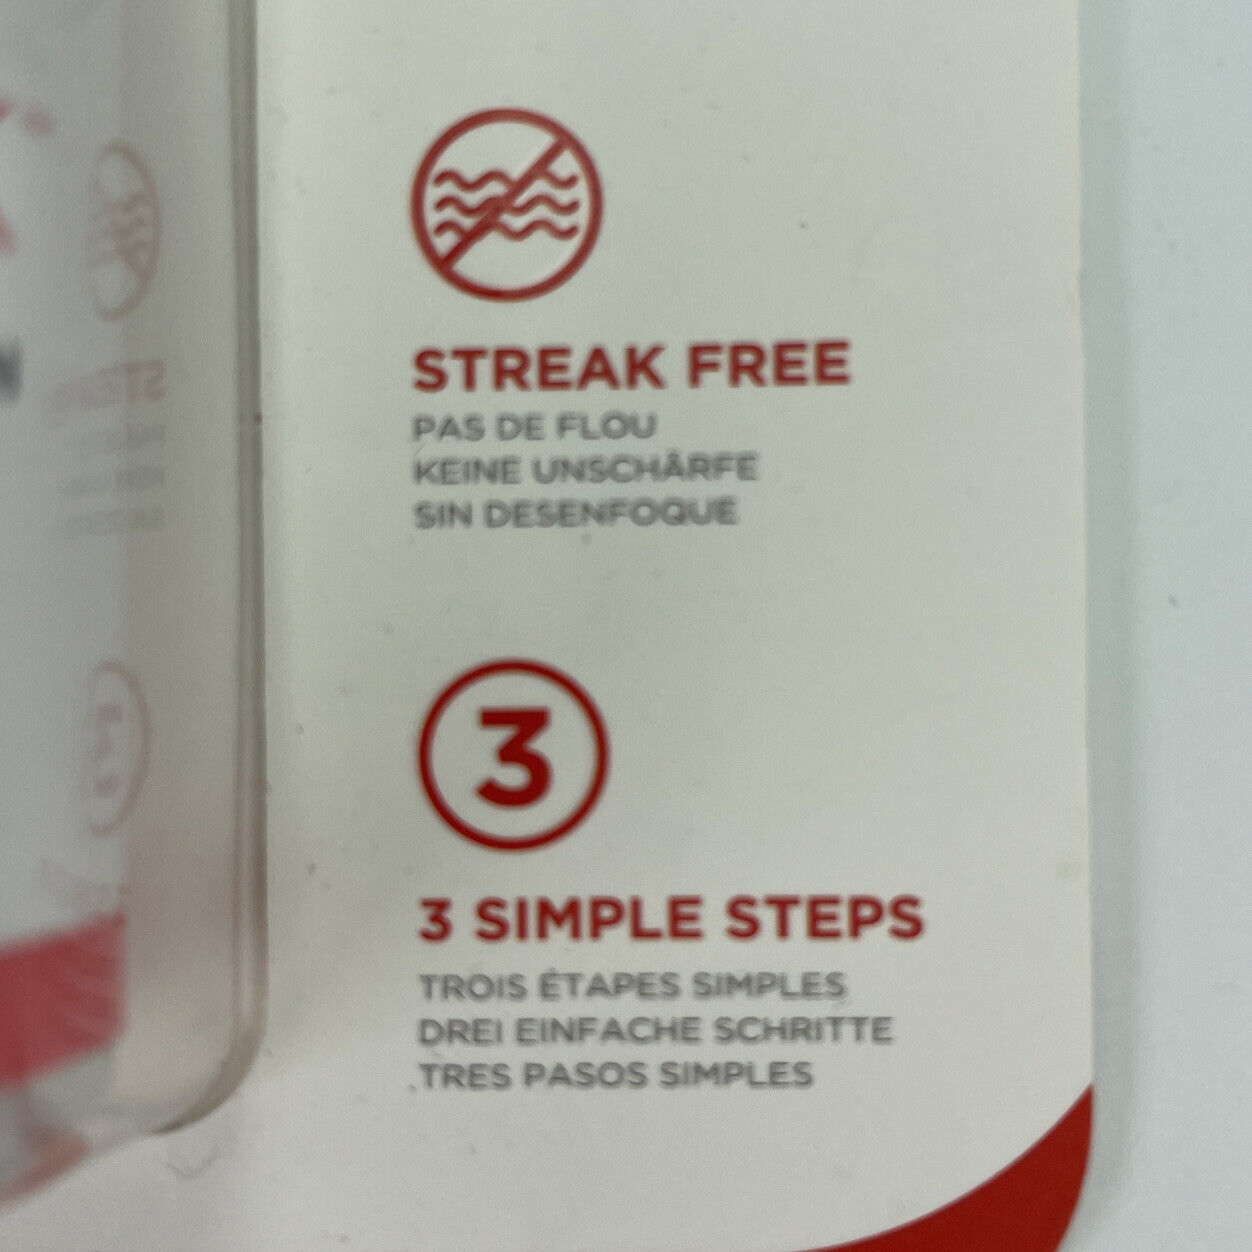 STREAK FREE
PAS DE FLOU
KEINE UNSCHÄRFE
SIN DESENFOQUE
3
3 SIMPLE STEPS
TROIS ÉTAPES SIMPLES
DREI EINFACHE SCHRITTE
TRES PASOS SIMPLES